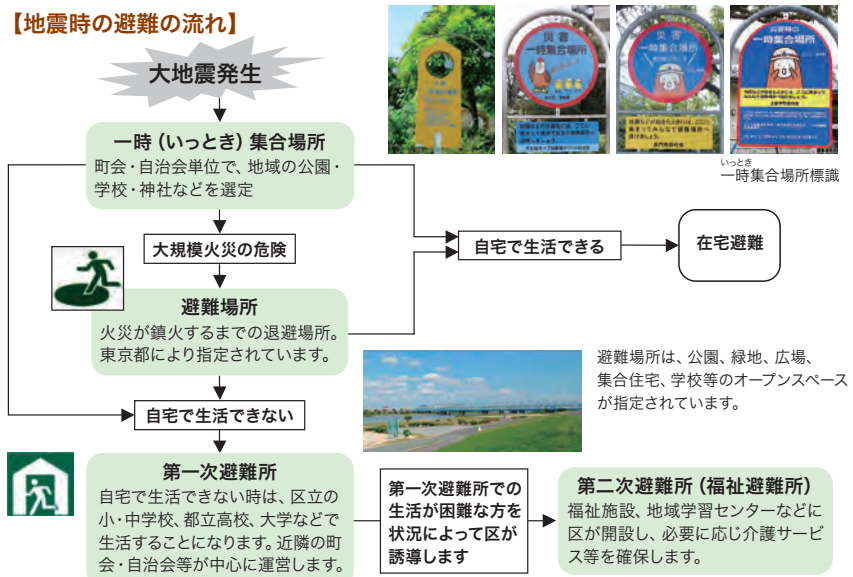 【地震時の避難の流れ】
大地震発生
一時（いっとき）集合場所
町会・自治会単位で、地域の公園・
学校・神社などを選定
災害
一時集合場所
災害
一時集合場所
災害時の
一時集合場所
いっとき
一時集合場所標識
大規模火災の危険
自宅で生活できる
在宅避難
避難場所
火災が鎮火するまでの退避場所。
東京都により指定されています。
避難場所は、公園、緑地、広場、
集合住宅、学校等のオープンスペース
が指定されています。
自宅で生活できない
第一次避難所
自宅で生活できない時は、区立の
小・中学校、都立高校、大学などで
生活することになります。近隣の町
会・自治会等が中心に運営します。
第一次避難所での
生活が困難な方を
状況によって区が
誘導します
第二次避難所（福祉避難所）
福祉施設、地域学習センターなどに
区が開設し、必要に応じ介護サービ
ス等を確保します。